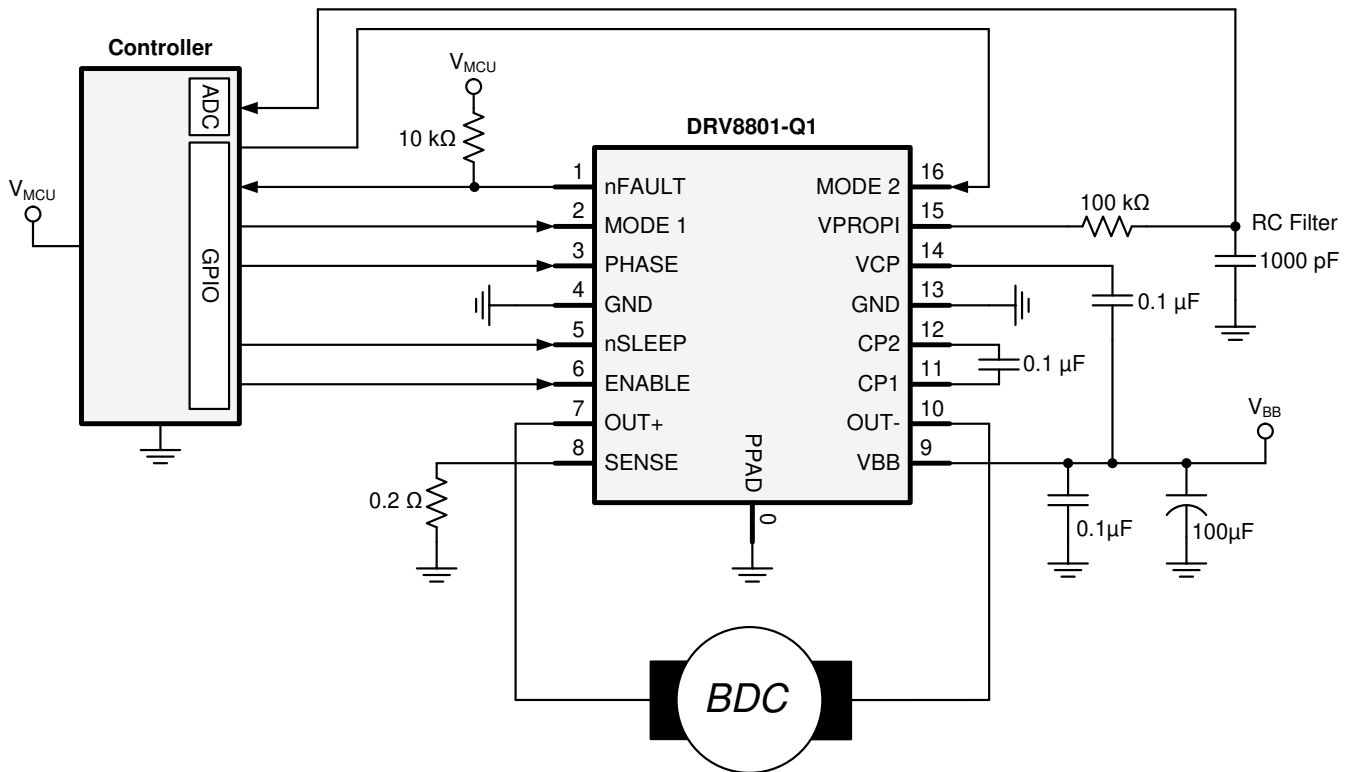 Controller
ADC
GPIO
VMCU
VMCU
10 kΩ
DRV8801-Q1
1
nFAULT
2
MODE 1
3
PHASE
4
GND
5
nSLEEP
6
ENABLE
7
OUT+
8
SENSE
0.2 Ω
PPAD
0
16
MODE 2
15
VPROPI
14
VCP
13
GND
12
CP2
11
CP1
10
OUT-
9
VBB
100 kΩ
RC Filter
1000 pF
0.1 µF
0.1 µF
VBB
0.1µF
100µF
BDC